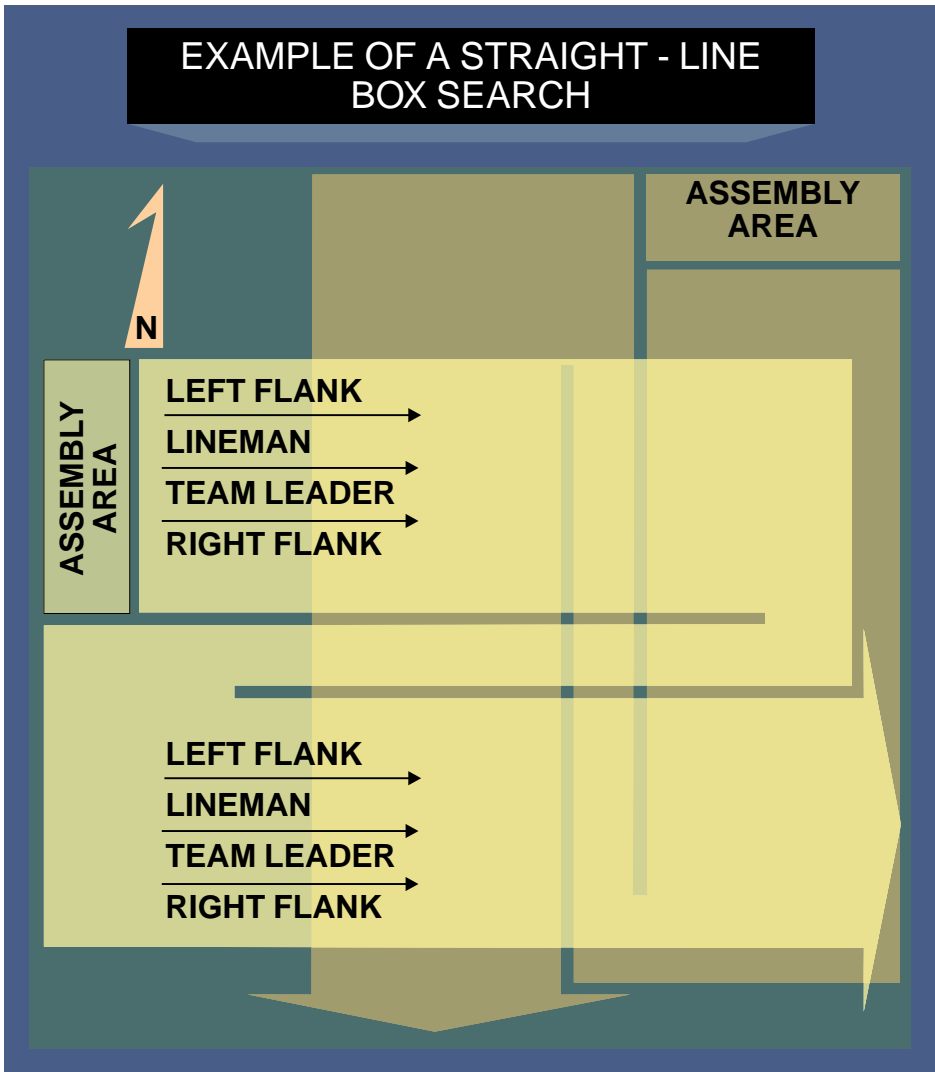 EXAMPLE OF A STRAIGHT - LINE
BOX SEARCH
ASSEMBLY
AREA
N
ASSEMBLY
AREA
LEFT FLANK
LINEMAN
TEAM LEADER
RIGHT FLANK
LEFT FLANK
LINEMAN
TEAM LEADER
RIGHT FLANK